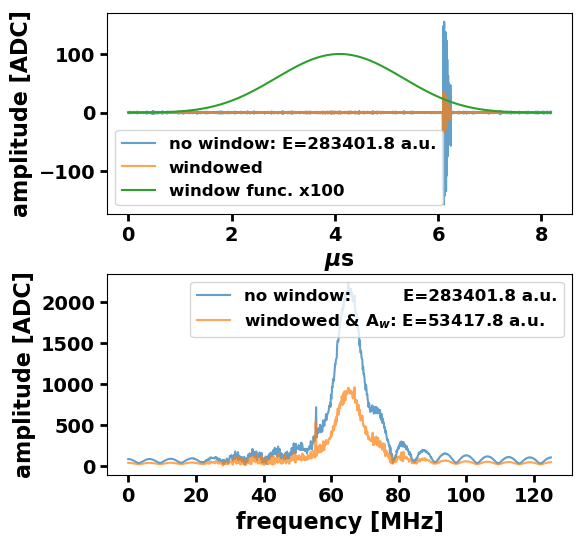 amplitude [ADC]
100
0
−100
no window: E=283401.8 a.u.
windowed
window func. x100
0 2 4 6 8
μs
amplitude [ADC]
2000
1500
1000
500
0
no window: E=283401.8 a.u.
windowed & Aw: E=53417.8 a.u.
0 20 40 60 80 100 120
frequency [MHz]